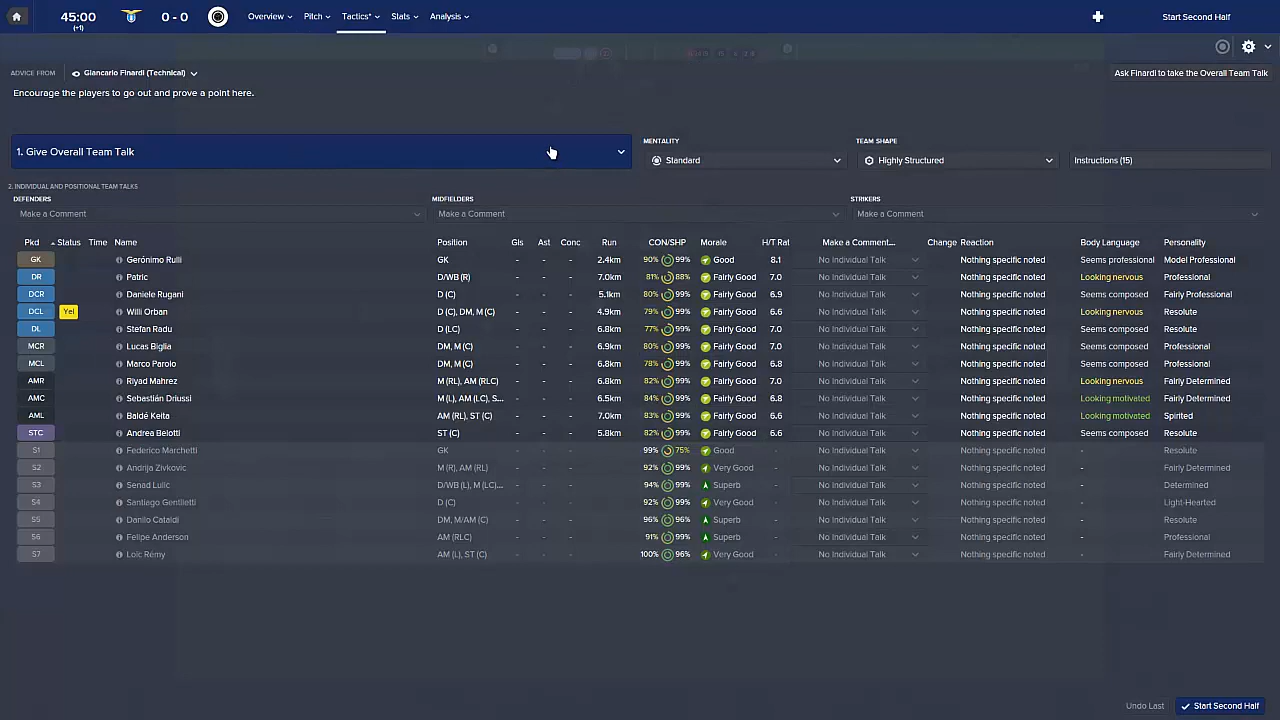 45:00 (+1) 0 - 0 Overview Pitch Tactics* Stats Analysis Start Second Half
ADVICE FROM Giancario Finardi (Technical) Ask Finardi to take the Overall Team Talk
Encourage the players to go out and prove a point here.
MENTALITY TEAM SHAPE
1. Give Overall Team Talk Standard Highly Structured Instructions (15)
2. INDIVIDUAL AND POSITIONAL TEAM TALKS
DEFENDERS MIDFIELDERS STRIKERS
Make a Comment Make a Comment Make a Comment
Pkd Status Time Name Position Gls Ast Conc Run CON/SHP Morale H/T Rat Make a Comment... Change Reaction Body Language Personality
GK Gerónimo Rulli GK - - - 2.4km 90% 99% Good 8.1 No Individual Talk Nothing specific noted Seems professional Model Professional
DR Patric D/WB (R) - - - 7.0km 81% 88% Fairly Good 7.0 No Individual Talk Nothing specific noted Looking nervous Professional
DCR Daniele Rugani D (C) - - - 5.1km 80% 99% Fairly Good 6.9 No Individual Talk Nothing specific noted Seems composed Fairly Professional
DCL Yel Willi Orban D (C), DM, M (C) - - - 4.9km 79% 99% Fairly Good 6.6 No Individual Talk Nothing specific noted Looking nervous Resolute
DL Stefan Radu D (LC) - - - 6.8km 77% 99% Fairly Good 7.0 No Individual Talk Nothing specific noted Seems composed Resolute
MCR Lucas Biglia DM, M (C) - - - 6.9km 80% 99% Fairly Good 7.0 No Individual Talk Nothing specific noted Seems composed Professional
MCL Marco Parolo DM, M (C) - - - 6.8km 78% 99% Fairly Good 6.8 No Individual Talk Nothing specific noted Seems composed Professional
AMR Riyad Mahrez M (RL), AM (RLC) - - - 6.8km 82% 99% Fairly Good 7.0 No Individual Talk Nothing specific noted Looking nervous Fairly Determined
AMC Sebastián Driussi M (L), AM (LC), S... - - - 6.5km 84% 99% Fairly Good 6.8 No Individual Talk Nothing specific noted Looking motivated Fairly Determined
AML Baldé Keita AM (RL), ST (C) - - - 7.0km 83% 99% Fairly Good 6.6 No Individual Talk Nothing specific noted Looking motivated Spirited
STC Andrea Belotti ST (C) - - - 5.8km 82% 99% Fairly Good 6.6 No Individual Talk Nothing specific noted Seems composed Resolute
S1 Federico Marchetti GK - - - 99% 75% Good - No Individual Talk Nothing specific noted - Resolute
S2 Andrija Zivkovic M (R), AM (RL) - - - 92% 99% Very Good - No Individual Talk Nothing specific noted - Fairly Determined
S3 Senad Lulic D/WB (L), M (LC)... - - - 94% 99% Superb - No Individual Talk Nothing specific noted - Determined
S4 Santiago Gentiletti D (C) - - - 92% 99% Very Good - No Individual Talk Nothing specific noted - Light-Hearted
S5 Danilo Cataldi DM, M/AM (C) - - - 96% 96% Superb - No Individual Talk Nothing specific noted - Resolute
S6 Felipe Anderson AM (RLC) - - - 91% 99% Superb - No Individual Talk Nothing specific noted - Professional
S7 Loïc Rémy AM (L), ST (C) - - - 100% 96% Very Good - No Individual Talk Nothing specific noted - Fairly Determined
Undo Last Start Second Half